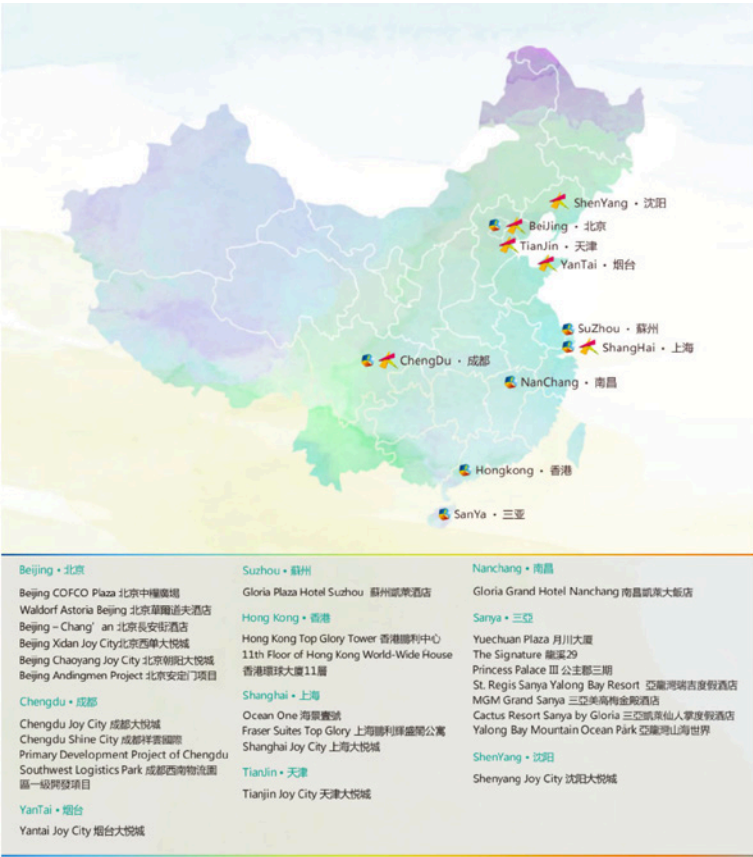 ShenYang • 沈阳
BeiJing • 北京
TianJin • 天津
YanTai • 烟台
SuZhou • 蘇州
ShangHai • 上海
ChengDu • 成都
NanChang • 南昌
Hongkong • 香港
SanYa • 三亚
Beijing • 北京
Beijing COFCO Plaza 北京中糧廣場
Waldorf Astoria Beijing 北京華爾道夫酒店
Beijing – Chang’an 北京長安街酒店
Beijing Xidan Joy City北京西单大悦城
Beijing Chaoyang Joy City 北京朝阳大悦城
Beijing Andingmen Project 北京安定门项目
Chengdu • 成都
Chengdu Joy City 成都大悅城
Chengdu Shine City 成都祥雲國際
Primary Development Project of Chengdu
Southwest Logistics Park 成都西南物流園
區一級開發項目
YanTai • 烟台
Yantai Joy City 烟台大悦城
Suzhou • 蘇州
Gloria Plaza Hotel Suzhou 蘇州凱萊酒店
Hong Kong • 香港
Hong Kong Top Glory Tower 香港鵬利中心
11th Floor of Hong Kong World-Wide House
香港環球大廈11層
Shanghai • 上海
Ocean One 海景壹號
Fraser Suites Top Glory 上海鵬利輝盛閣公寓
Shanghai Joy City 上海大悦城
TianJin • 天津
Tianjin Joy City 天津大悦城
Nanchang • 南昌
Gloria Grand Hotel Nanchang 南昌凱萊大飯店
Sanya • 三亞
Yuechuan Plaza 月川大廈
The Signature 龍溪29
Princess Palace III 公主郡三期
St. Regis Sanya Yalong Bay Resort 亞龍灣瑞吉度假酒店
MGM Grand Sanya 三亞美高梅金殿酒店
Cactus Resort Sanya by Gloria 三亞凱萊仙人掌度假酒店
Yalong Bay Mountain Ocean Park 亞龍灣山海世界
ShenYang • 沈阳
Shenyang Joy City 沈阳大悦城